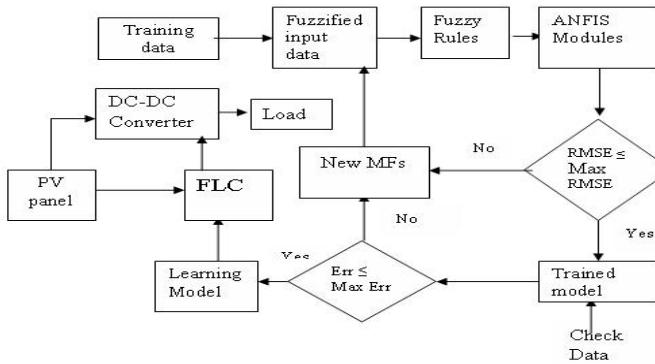 Training
data
Fuzzified
input
data
Fuzzy
Rules
ANFIS
Modules
DC-DC
Converter
Load
New MFs
No
RMSE ≤
Max
RMSE
PV
panel
FLC
No
Yes
Yes
Learning
Model
Err ≤
Max Err
Trained
model
Check
Data